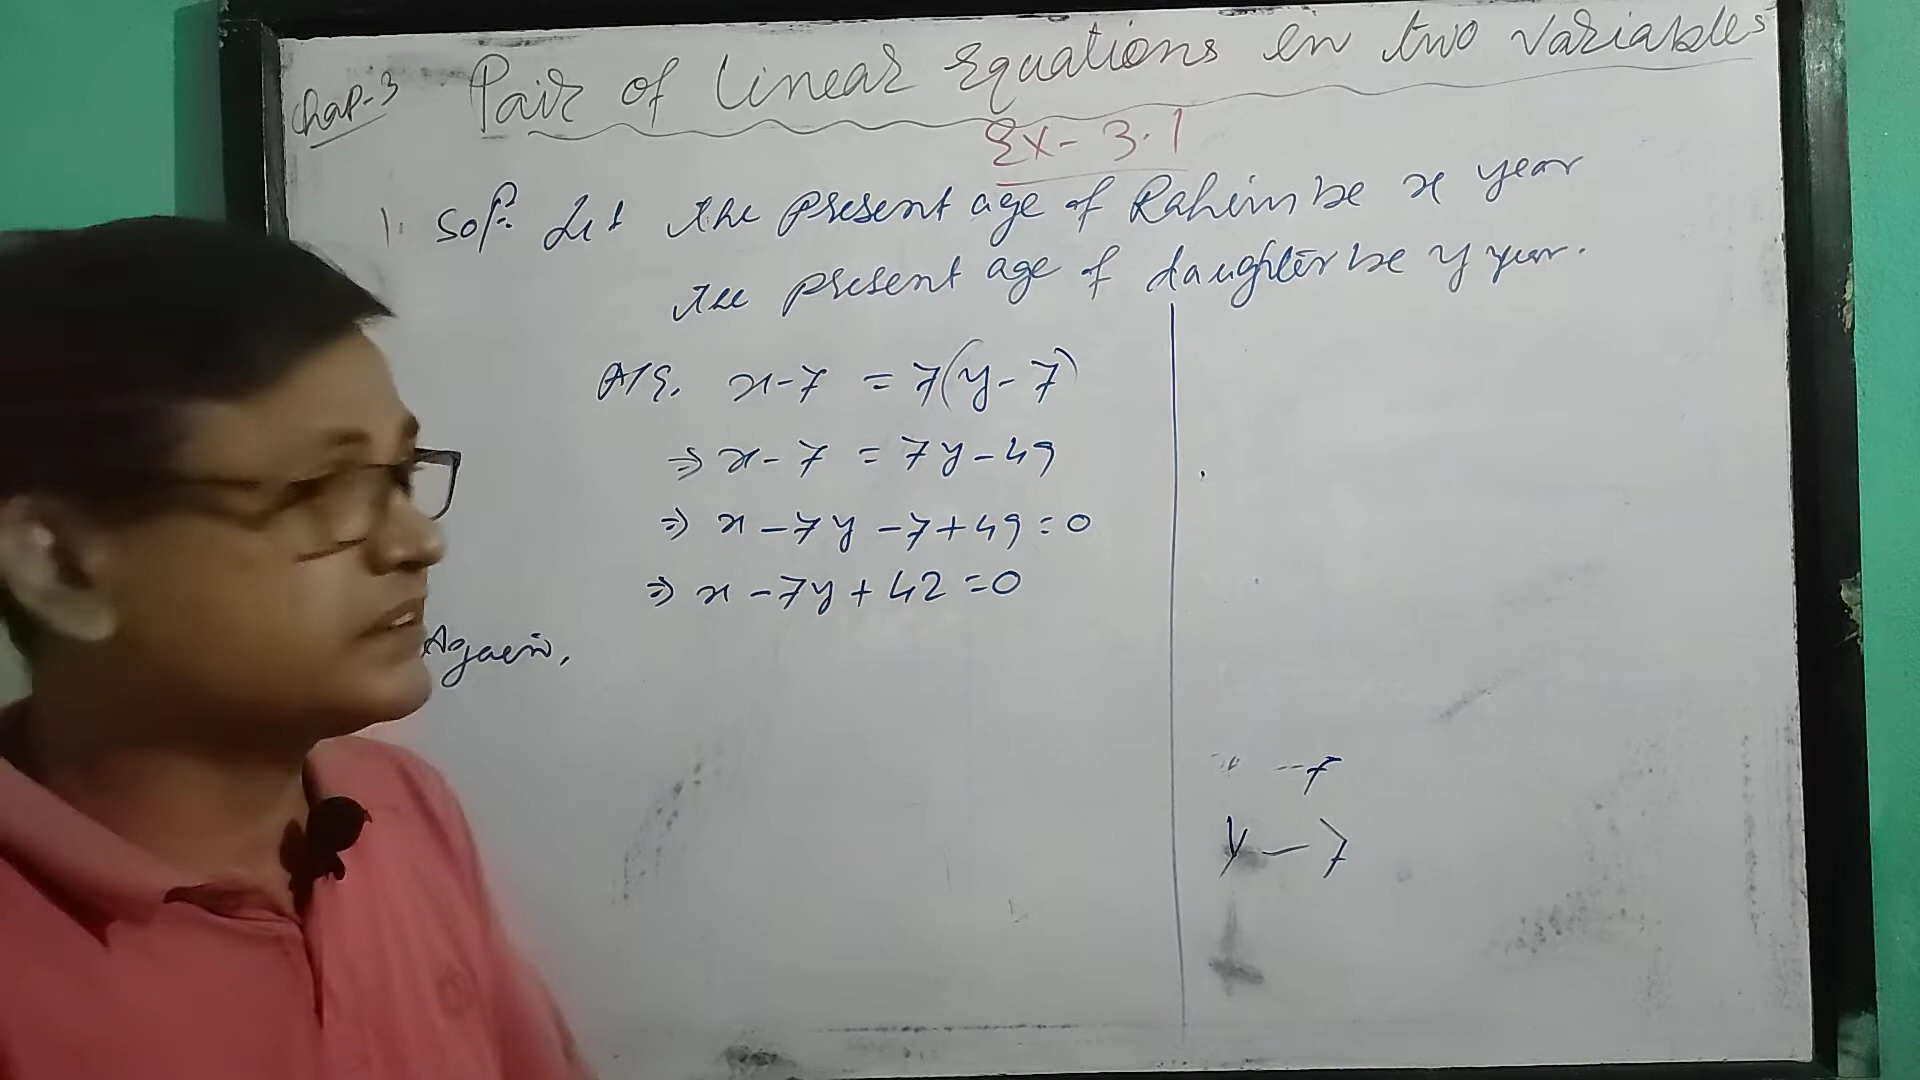 Chap-3 Pair of Linear Equations in two variables
Ex- 3.1
1. Soln. Let the present age of Rahim be x year
the present age of daughter be y year.
A/Q. x-7 = 7(y-7)
⇒ x-7 = 7y-49
⇒ x-7y-7+49=0
⇒ x-7y+42=0
Again,
-7
y-7